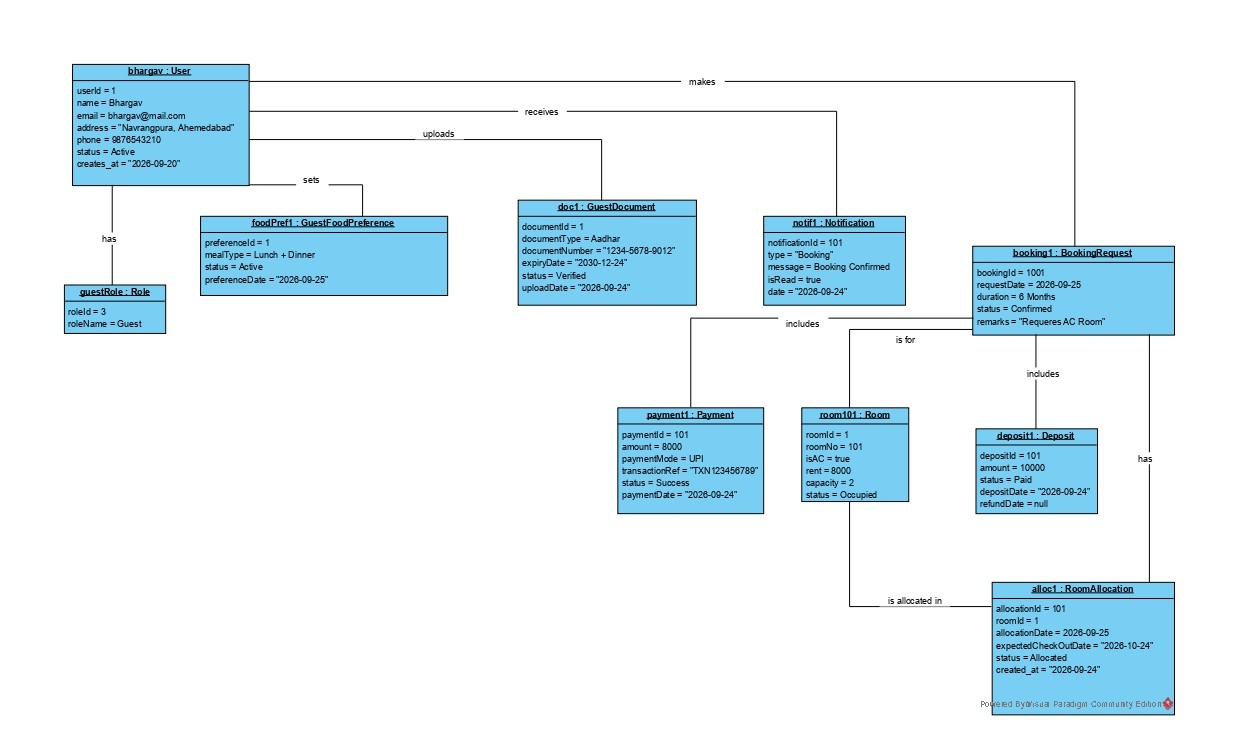 bhargav : User
userId = 1
name = Bhargav
email = bhargav@mail.com
address = "Navrangpura, Ahemedabad"
phone = 9876543210
status = Active
creates_at = "2026-09-20"
makes
receives
uploads
sets
has
foodPref1 : GuestFoodPreference
preferenceId = 1
mealType = Lunch + Dinner
status = Active
preferenceDate = "2026-09-25"
doc1 : GuestDocument
documentId = 1
documentType = Aadhar
documentNumber = "1234-5678-9012"
expiryDate = "2030-12-24"
status = Verified
uploadDate = "2026-09-24"
notif1 : Notification
notificationId = 101
type = "Booking"
message = Booking Confirmed
isRead = true
date = "2026-09-24"
booking1 : BookingRequest
bookingId = 1001
requestDate = 2026-09-25
duration = 6 Months
status = Confirmed
remarks = "Requeres AC Room"
guestRole : Role
roleId = 3
roleName = Guest
includes
is for
includes
has
payment1 : Payment
paymentId = 101
amount = 8000
paymentMode = UPI
transactionRef = "TXN123456789"
status = Success
paymentDate = "2026-09-24"
room101 : Room
roomId = 1
roomNo = 101
isAC = true
rent = 8000
capacity = 2
status = Occupied
deposit1 : Deposit
depositId = 101
amount = 10000
status = Paid
depositDate = "2026-09-24"
refundDate = null
is allocated in
alloc1 : RoomAllocation
allocationId = 101
roomId = 1
allocationDate = 2026-09-25
expectedCheckOutDate = "2026-10-24"
status = Allocated
created_at = "2026-09-24"
Powered By Visual Paradigm Community Edition